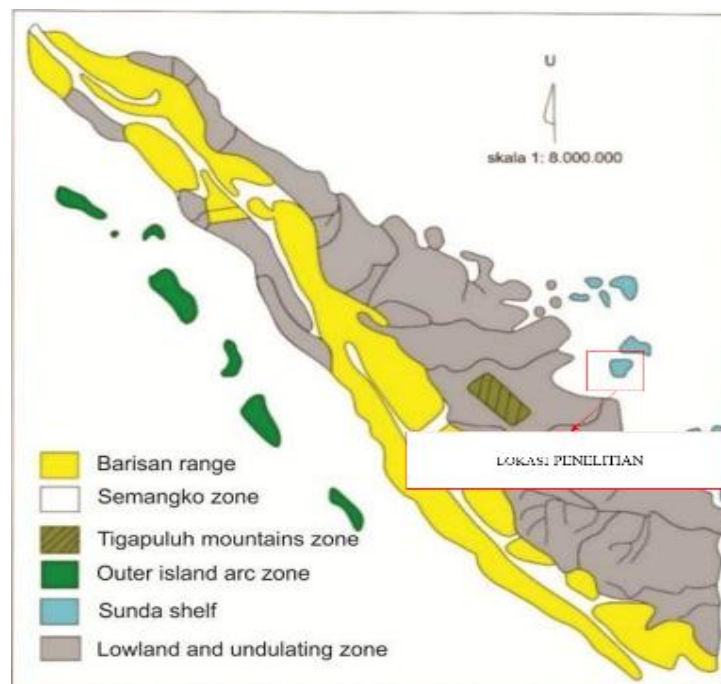 U
skala 1: 8.000.000
LOKASI PENELITIAN
Barisan range
Semangko zone
Tigapuluh mountains zone
Outer island arc zone
Sunda shelf
Lowland and undulating zone